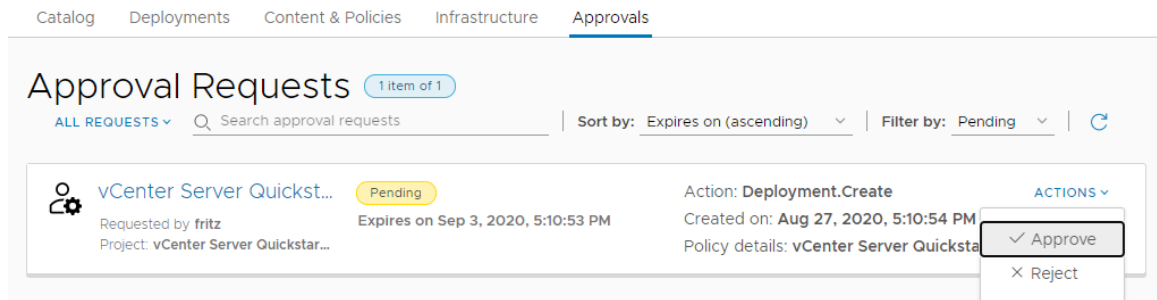 Catalog Deployments Content & Policies Infrastructure Approvals
Approval Requests 1 item of 1
ALL REQUESTS Search approval requests Sort by: Expires on (ascending) Filter by: Pending
vCenter Server Quickst... Pending Action: Deployment.Create ACTIONS
Requested by fritz Expires on Sep 3, 2020, 5:10:53 PM Created on: Aug 27, 2020, 5:10:54 PM
Project: vCenter Server Quickstar... Policy details: vCenter Server Quicksta
Approve
Reject